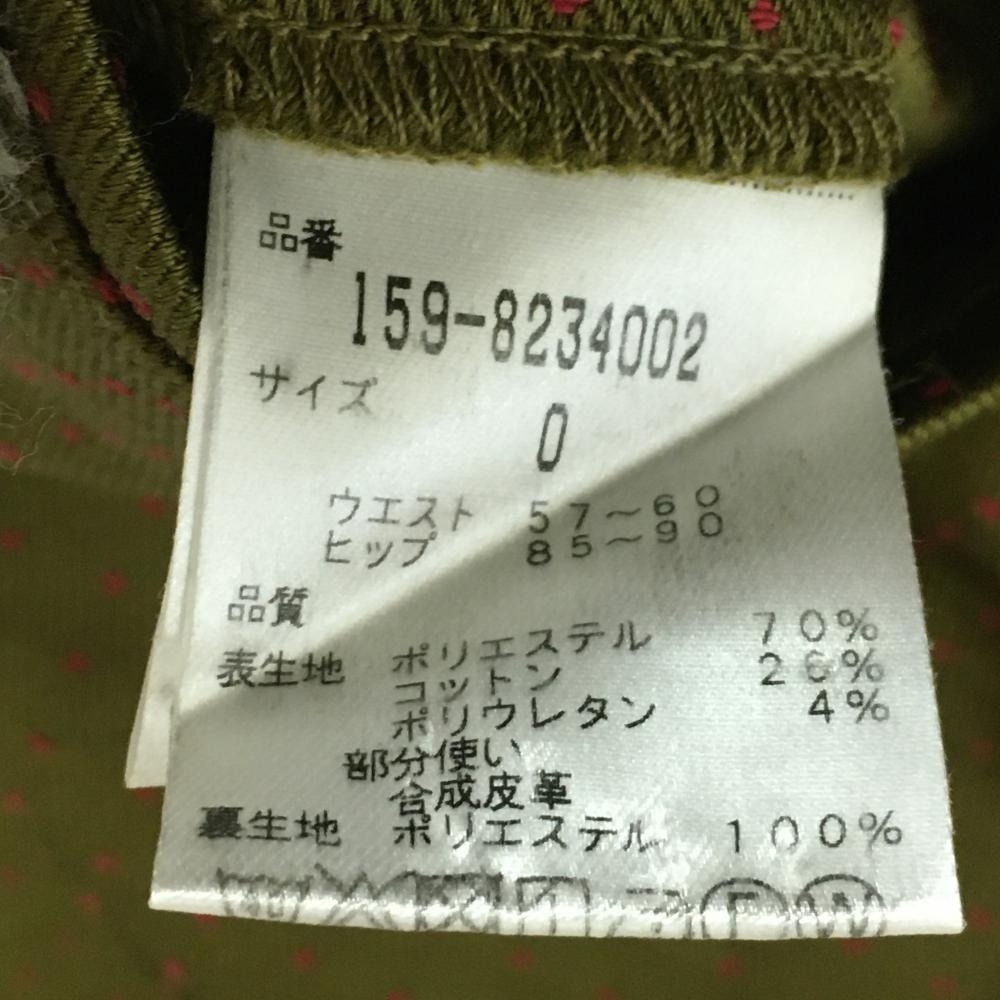 品番
159-8234002
サイズ
0
ウエスト 57～60
ヒップ 85～90
品質
表生地 ポリエステル 70%
コットン 26%
ポリウレタン 4%
部分使い
合成皮革
裏生地 ポリエステル 100%